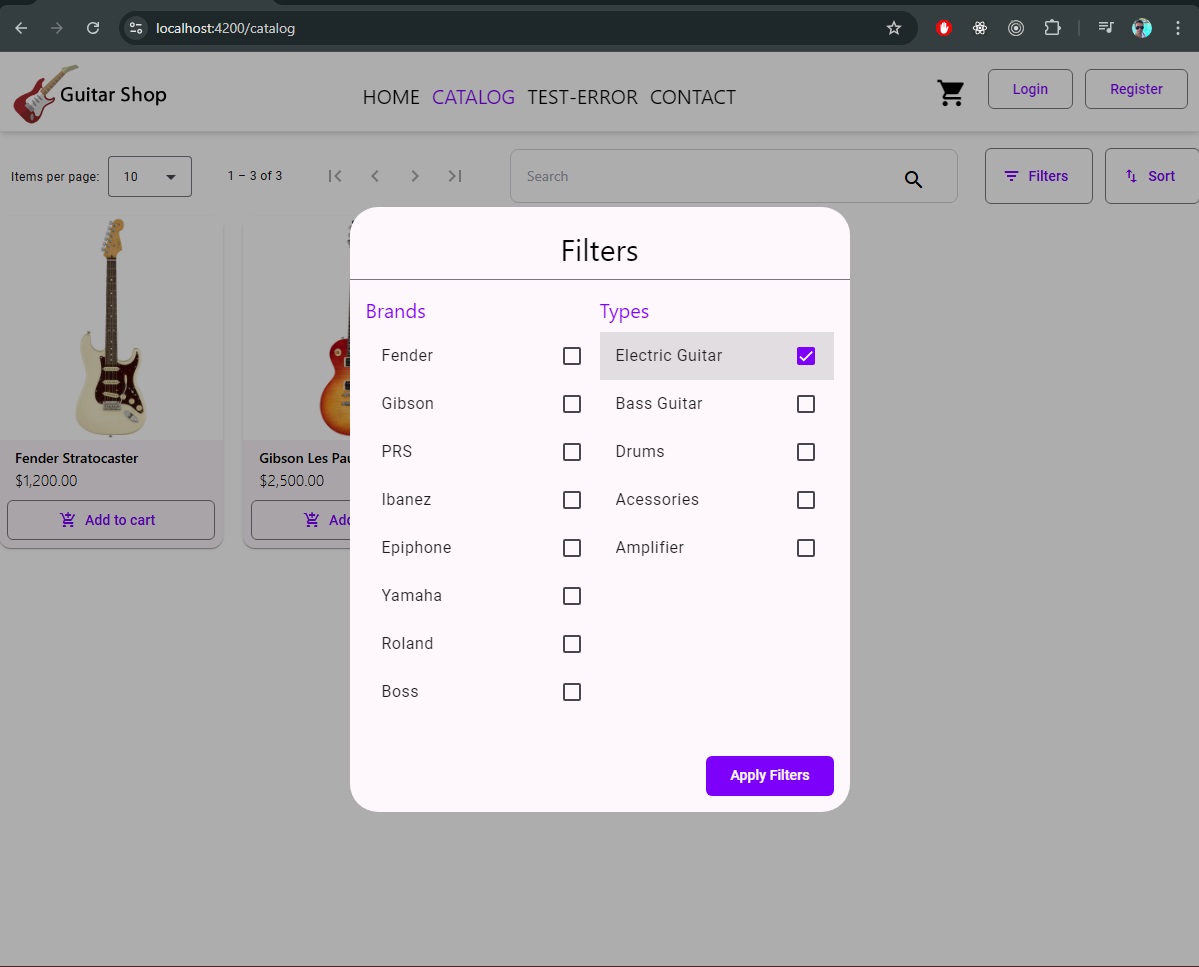 localhost:4200/catalog
Guitar Shop
HOME CATALOG TEST-ERROR CONTACT
Login
Register
Items per page: 10
1 – 3 of 3
Search
Filters
Sort
Filters
Brands
Types
Fender
Electric Guitar
Gibson
Bass Guitar
PRS
Drums
Ibanez
Acessories
Epiphone
Amplifier
Yamaha
Roland
Boss
Apply Filters
Fender Stratocaster
$1,200.00
Add to cart
Gibson Les
$2,500.00